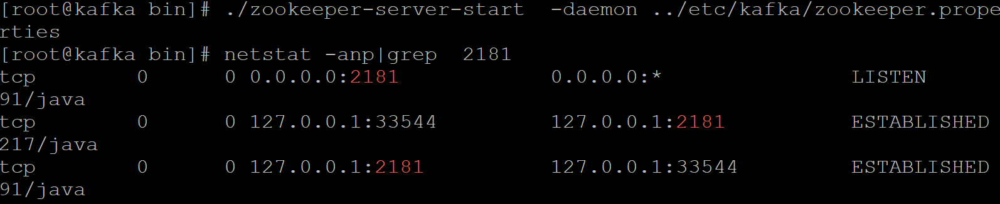 [root@kafka bin]# ./zookeeper-server-start  -daemon ../etc/kafka/zookeeper.prope
rties
[root@kafka bin]# netstat -anp|grep  2181
tcp        0      0 0.0.0.0:2181            0.0.0.0:*               LISTEN
91/java
tcp        0      0 127.0.0.1:33544         127.0.0.1:2181          ESTABLISHED
217/java
tcp        0      0 127.0.0.1:2181          127.0.0.1:33544         ESTABLISHED
91/java